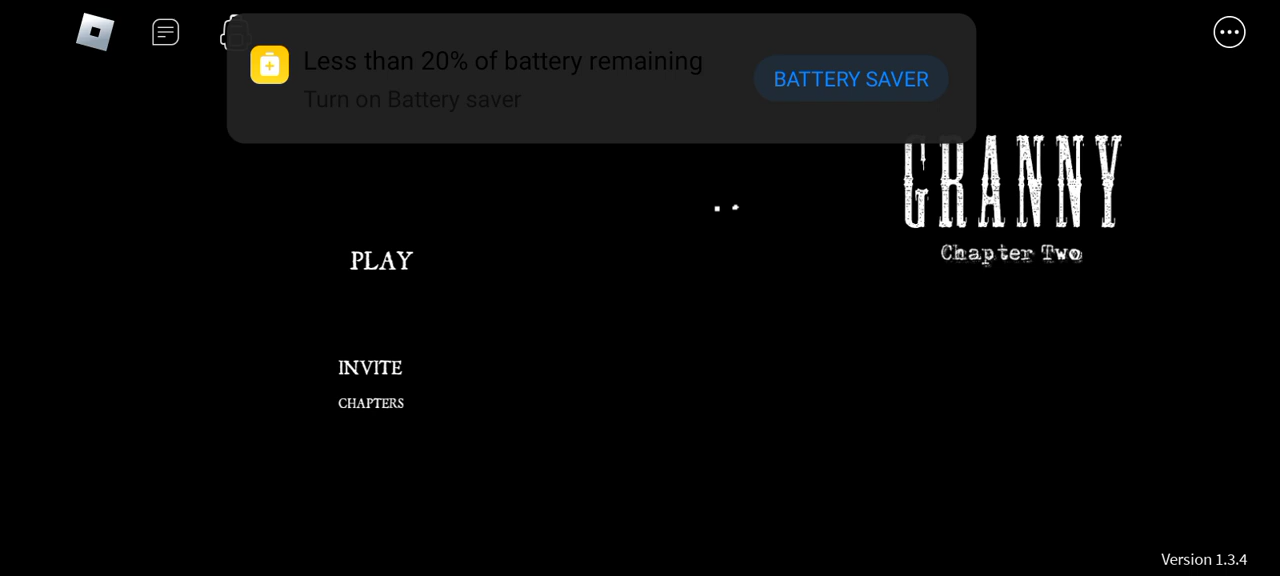 Less than 20% of battery remaining
Turn on Battery saver
BATTERY SAVER
GRANNY
Chapter Two
PLAY
INVITE
CHAPTERS
Version 1.3.4